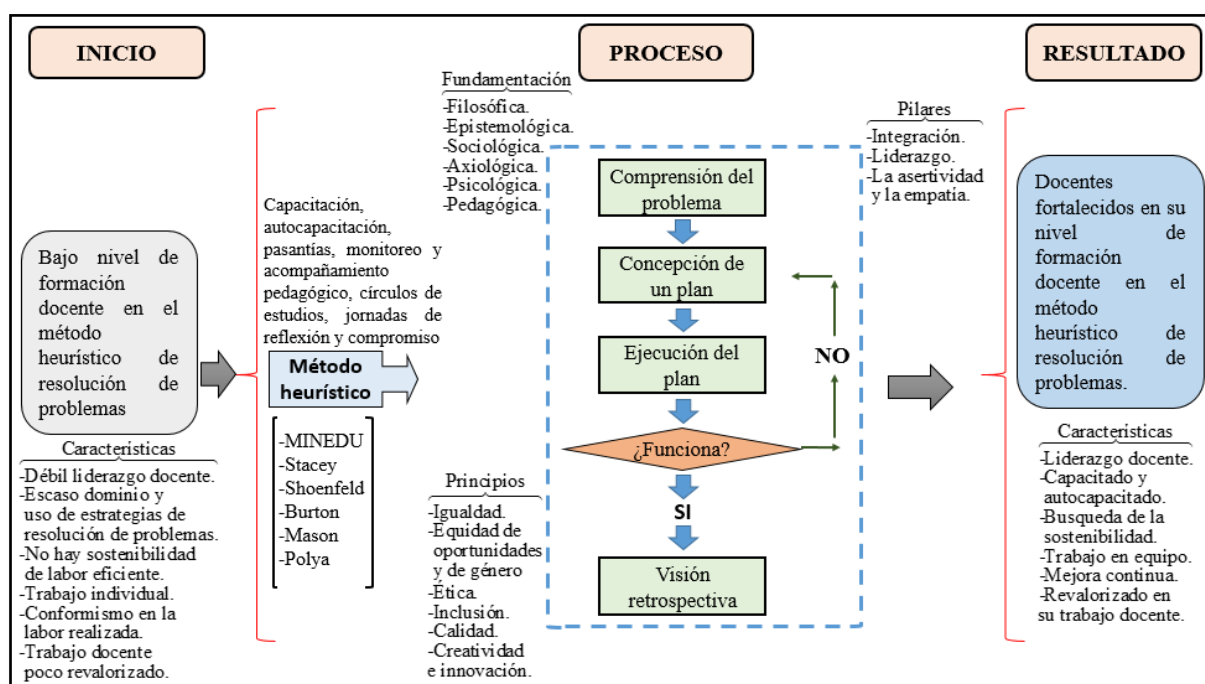 INICIO
PROCESO
RESULTADO
Bajo nivel de
formación
docente en el
método
heurístico de
resolución de
problemas
Características
-Débil liderazgo docente.
-Escaso dominio y
uso de estrategias de
resolución de problemas.
-No hay sostenibilidad
de labor eficiente.
-Trabajo individual.
-Conformismo en la
labor realizada.
-Trabajo docente
poco revalorizado.
Capacitación,
autocapacitación,
pasantías, monitoreo y
acompañamiento
pedagógico, círculos de
estudios, jornadas de
reflexión y compromiso
Método
heurístico
-MINEDU
-Stacey
-Shoenfeld
-Burton
-Mason
-Polya
Fundamentación
-Filosófica.
-Epistemológica.
-Sociológica.
-Axiológica.
-Psicológica.
-Pedagógica.
Principios
-Igualdad.
-Equidad de
oportunidades
y de género
-Ética.
-Inclusión.
-Calidad.
-Creatividad
e innovación.
Comprensión del
problema
Concepción de
un plan
Ejecución del
plan
¿Funciona?
NO
SI
Visión
retrospectiva
Pilares
-Integración.
-Liderazgo.
-La asertividad
y la empatía.
Docentes
fortalecidos en su
nivel de
formación
docente en el
método
heurístico de
resolución de
problemas.
Características
-Liderazgo docente.
-Capacitado y
autocapacitado.
-Busqueda de la
sostenibilidad.
-Trabajo en equipo.
-Mejora continua.
-Revalorizado en
su trabajo docente.